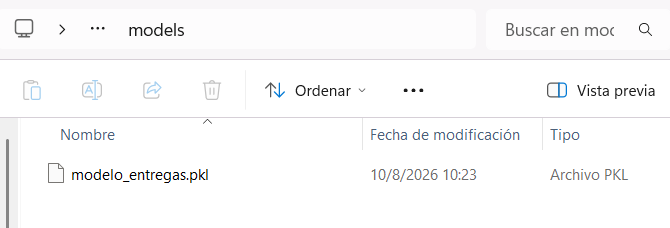 models
Buscar en moc
Ordenar
Vista previa
Nombre
Fecha de modificación
Tipo
modelo_entregas.pkl
10/8/2026 10:23
Archivo PKL